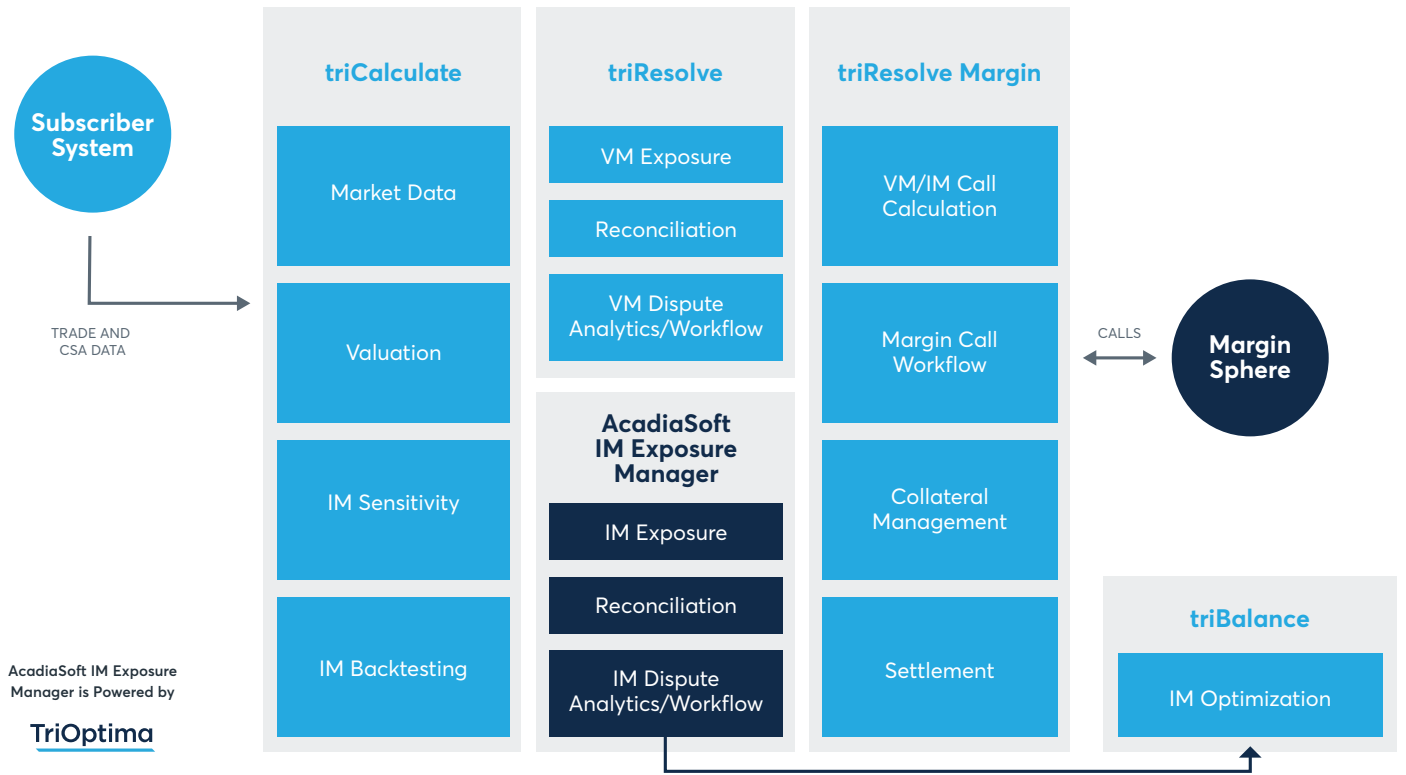 Subscriber
System
TRADE AND
CSA DATA
triCalculate
Market Data
Valuation
IM Sensitivity
IM Backtesting
triResolve
VM Exposure
Reconciliation
VM Dispute
Analytics/Workflow
AcadiaSoft
IM Exposure
Manager
IM Exposure
Reconciliation
IM Dispute
Analytics/Workflow
triResolve Margin
VM/IM Call
Calculation
Margin Call
Workflow
Collateral
Management
Settlement
CALLS
Margin
Sphere
triBalance
IM Optimization
AcadiaSoft IM Exposure
Manager is Powered by
TriOptima